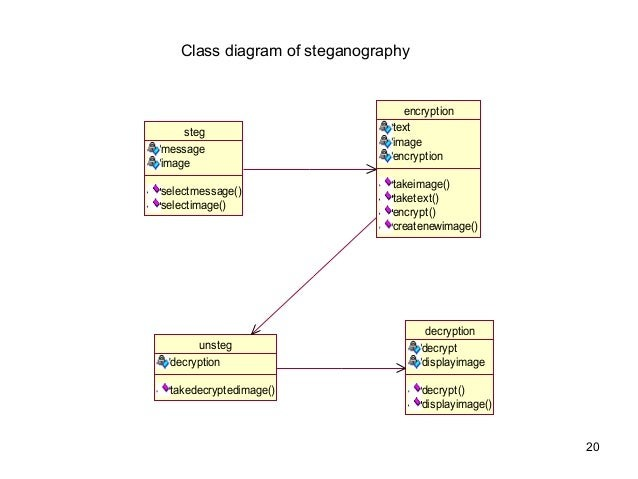 Class diagram of steganography
steg
message
image
selectmessage()
selectimage()
encryption
text
image
encryption
takeimage()
taketext()
encrypt()
createnewimage()
unsteg
decryption
takedecryptedimage()
decryption
decrypt
displayimage
decrypt()
displayimage()
20